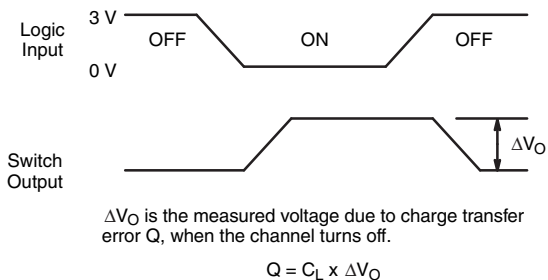 3 V
Logic
Input
OFF
ON
OFF
0 V
Switch
Output
ΔVO
ΔVO is the measured voltage due to charge transfer
error Q, when the channel turns off.
Q = CL x ΔVO